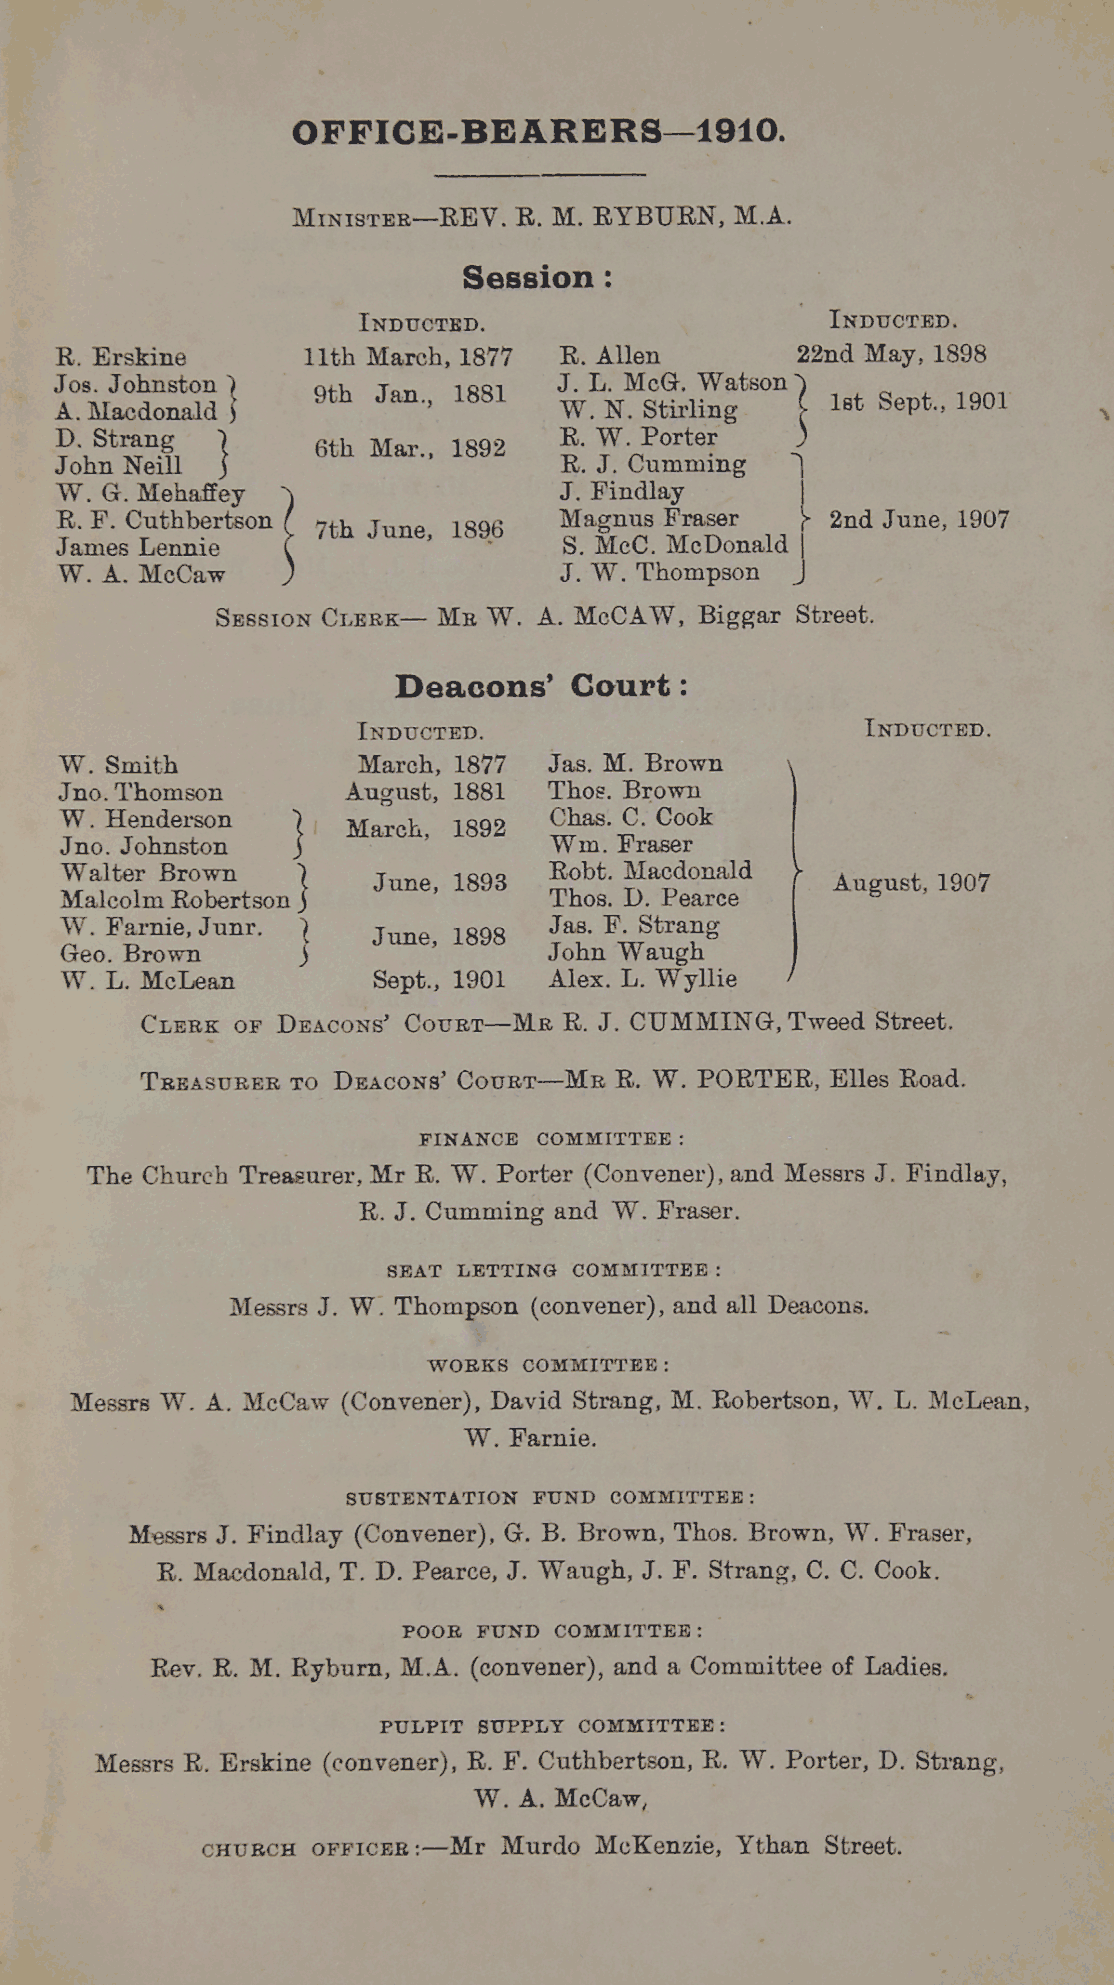 OFFICE-BEARERS—1910.
MINISTER—REV. R. M. RYBURN, M.A.
Session :
INDUCTED. INDUCTED.
R. Erskine 11th March, 1877 R. Allen 22nd May, 1898
Jos. Johnston
A. Macdonald 9th Jan., 1881
D. Strang
John Neill 6th Mar., 1892
W. G. Mehaffey
R. F. Cuthbertson
James Lennie
W. A. McCaw 7th June, 1896
J. L. McG. Watson
W. N. Stirling
R. W. Porter 1st Sept., 1901
R. J. Cumming
J. Findlay
Magnus Fraser
S. McC. McDonald
J. W. Thompson 2nd June, 1907
SESSION CLERK— MR W. A. McCAW, Biggar Street.
Deacons' Court :
INDUCTED. INDUCTED.
W. Smith March, 1877
Jno. Thomson August, 1881
W. Henderson
Jno. Johnston March, 1892
Walter Brown
Malcolm Robertson June, 1893
W. Farnie, Junr.
Geo. Brown June, 1898
W. L. McLean Sept., 1901
Jas. M. Brown
Thos. Brown
Chas. C. Cook
Wm. Fraser
Robt. Macdonald
Thos. D. Pearce
Jas. F. Strang
John Waugh
Alex. L. Wyllie August, 1907
CLERK OF DEACONS' COURT—MR R. J. CUMMING, Tweed Street.
TREASURER TO DEACONS' COURT—MR R. W. PORTER, Elles Road.
FINANCE COMMITTEE :
The Church Treasurer, Mr R. W. Porter (Convener), and Messrs J. Findlay,
R. J. Cumming and W. Fraser.
SEAT LETTING COMMITTEE :
Messrs J. W. Thompson (convener), and all Deacons.
WORKS COMMITTEE :
Messrs W. A. McCaw (Convener), David Strang, M. Robertson, W. L. McLean,
W. Farnie.
SUSTENTATION FUND COMMITTEE :
Messrs J. Findlay (Convener), G. B. Brown, Thos. Brown, W. Fraser,
R. Macdonald, T. D. Pearce, J. Waugh, J. F. Strang, C. C. Cook.
POOR FUND COMMITTEE :
Rev. R. M. Ryburn, M.A. (convener), and a Committee of Ladies.
PULPIT SUPPLY COMMITTEE :
Messrs R. Erskine (convener), R. F. Cuthbertson, R. W. Porter, D. Strang,
W. A. McCaw,
CHURCH OFFICER :—Mr Murdo McKenzie, Ythan Street.